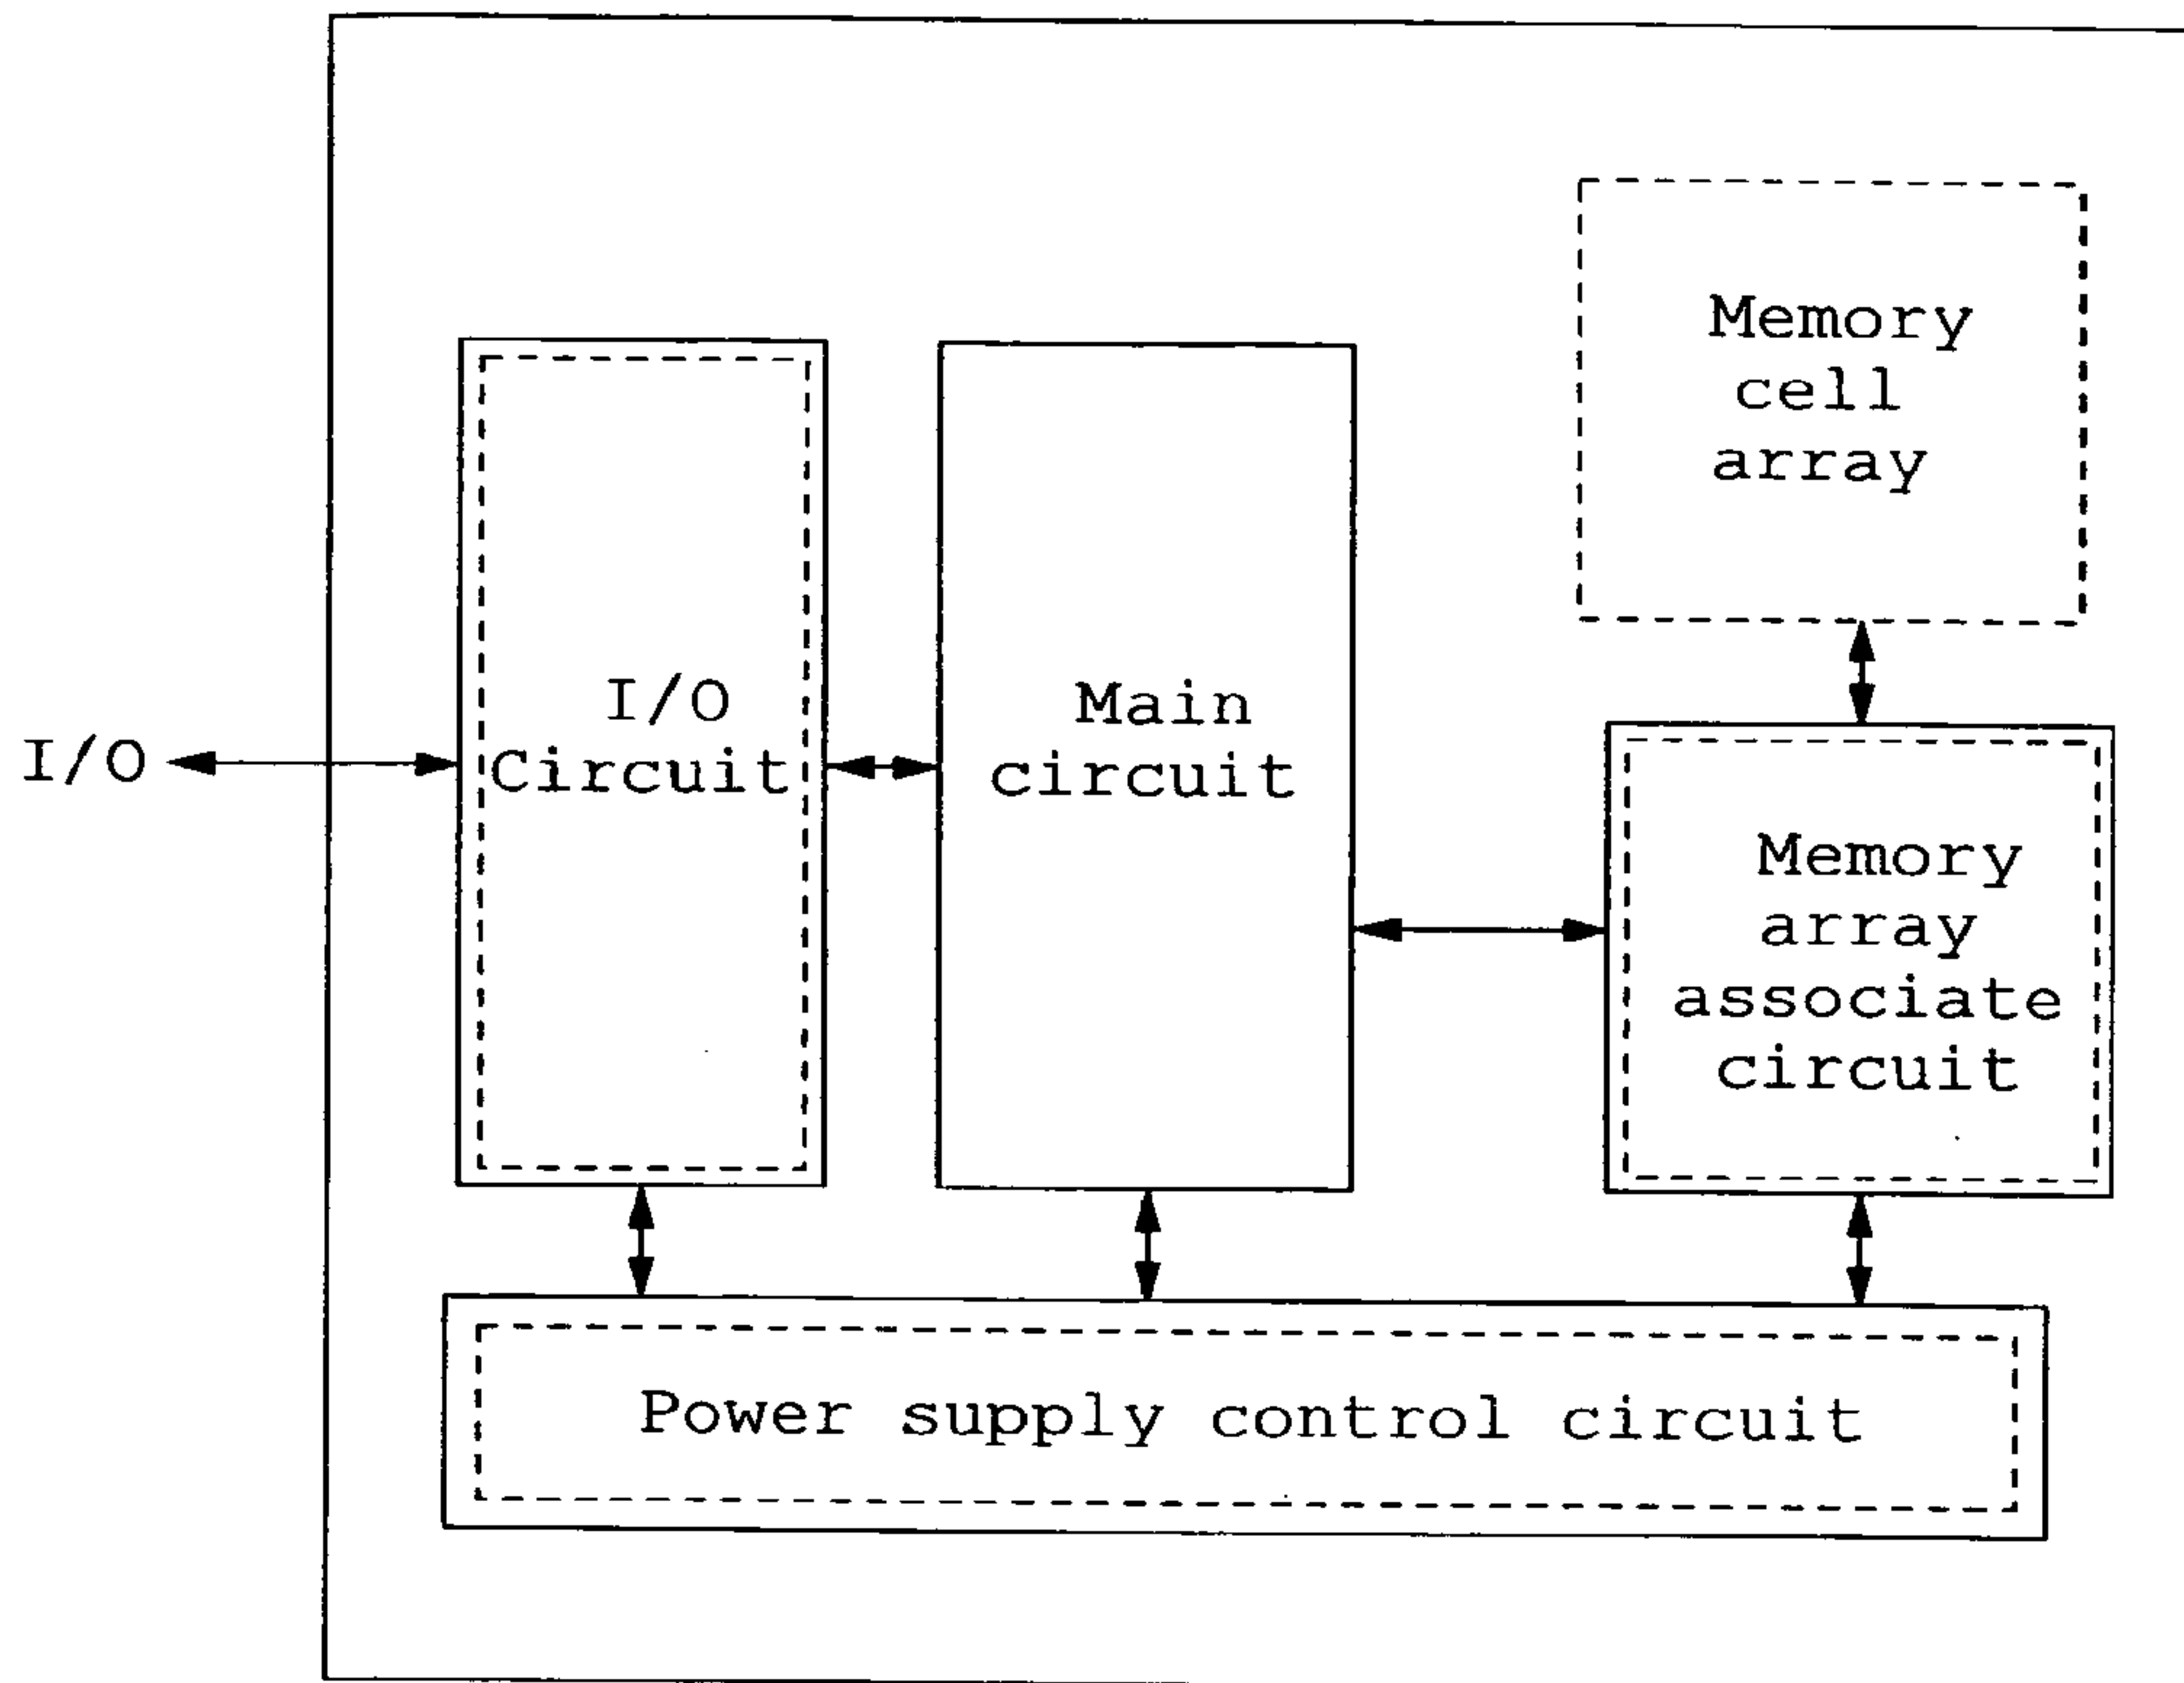 I/O
I/O
Circuit
Main
circuit
Memory
cell
array
Memory
array
associate
circuit
Power supply control circuit